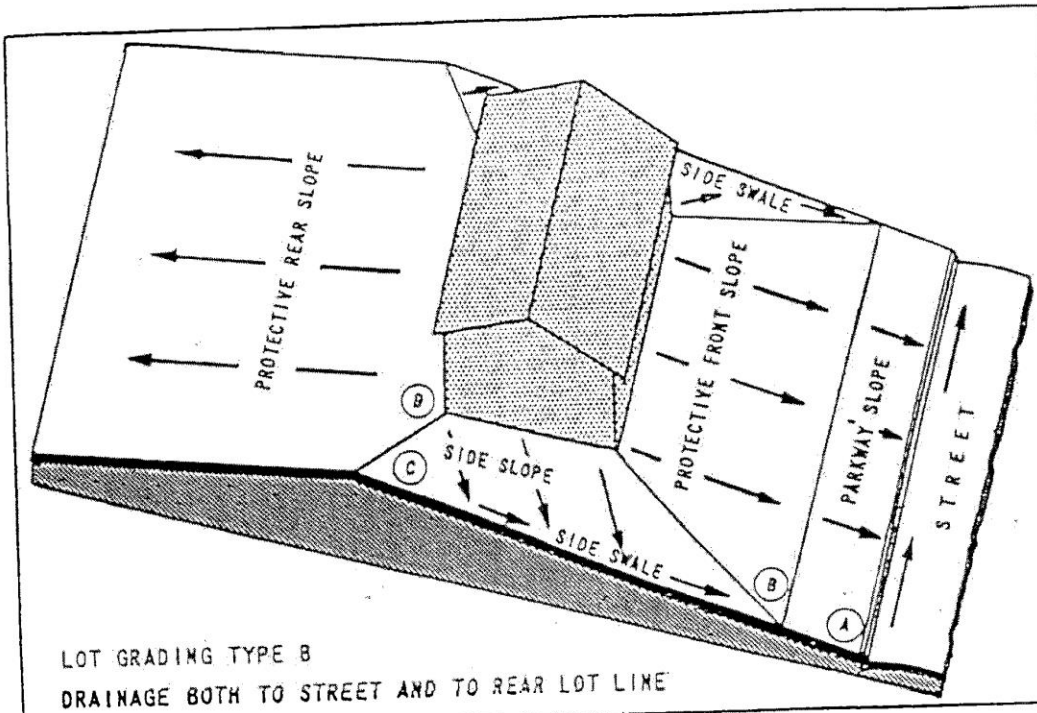 PROTECTIVE REAR SLOPE
SIDE SWALE
PROTECTIVE FRONT SLOPE
PARKWAY SLOPE
STREET
D
C
SIDE SLOPE
SIDE SWALE
B
A
LOT GRADING TYPE B
DRAINAGE BOTH TO STREET AND TO REAR LOT LINE